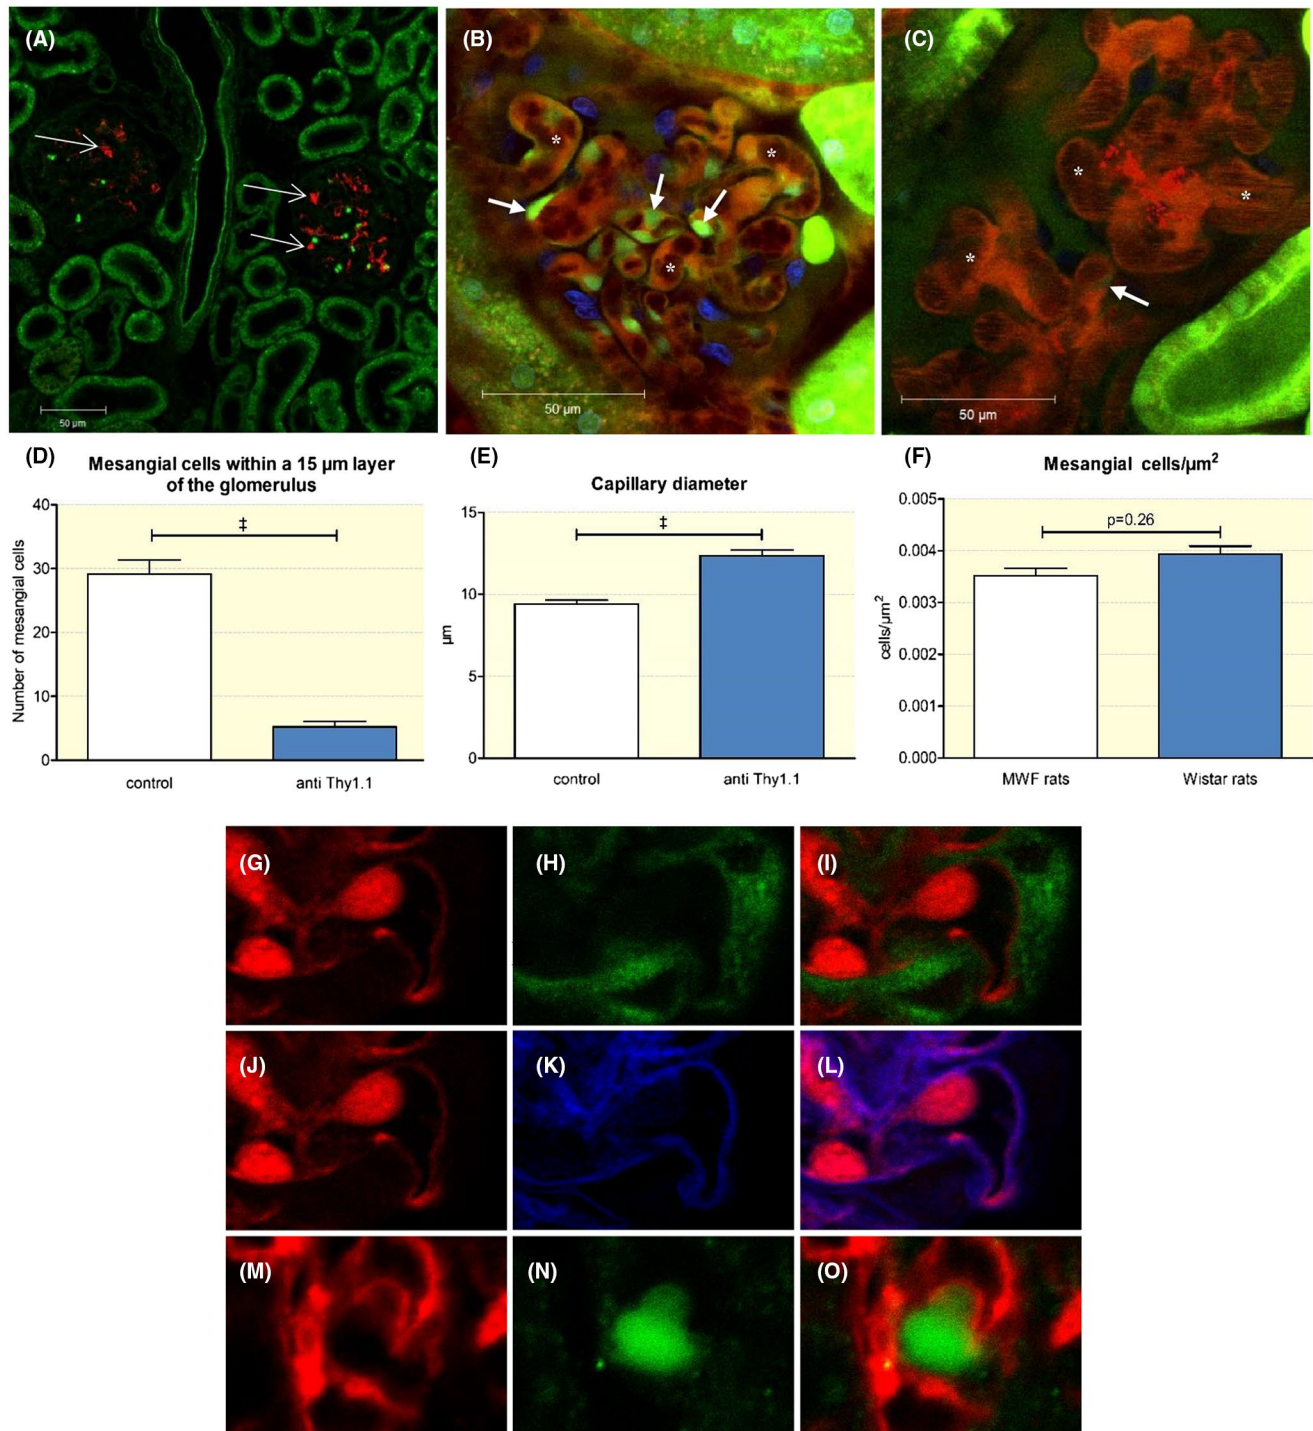 (A)
50 µm
(B)
*
*
*
50 µm
(C)
*
*
*
50 µm
(D)
Mesangial cells within a 15 µm layer
of the glomerulus
Number of mesangial cells
40
30
20
10
0
‡
control
anti Thy1.1
(E)
Capillary diameter
µm
15
10
5
0
‡
control
anti Thy1.1
(F)
Mesangial cells/µm²
cells/µm²
0.005
0.004
0.003
0.002
0.001
0.000
p=0.26
MWF rats
Wistar rats
(G)
(H)
(I)
(J)
(K)
(L)
(M)
(N)
(O)